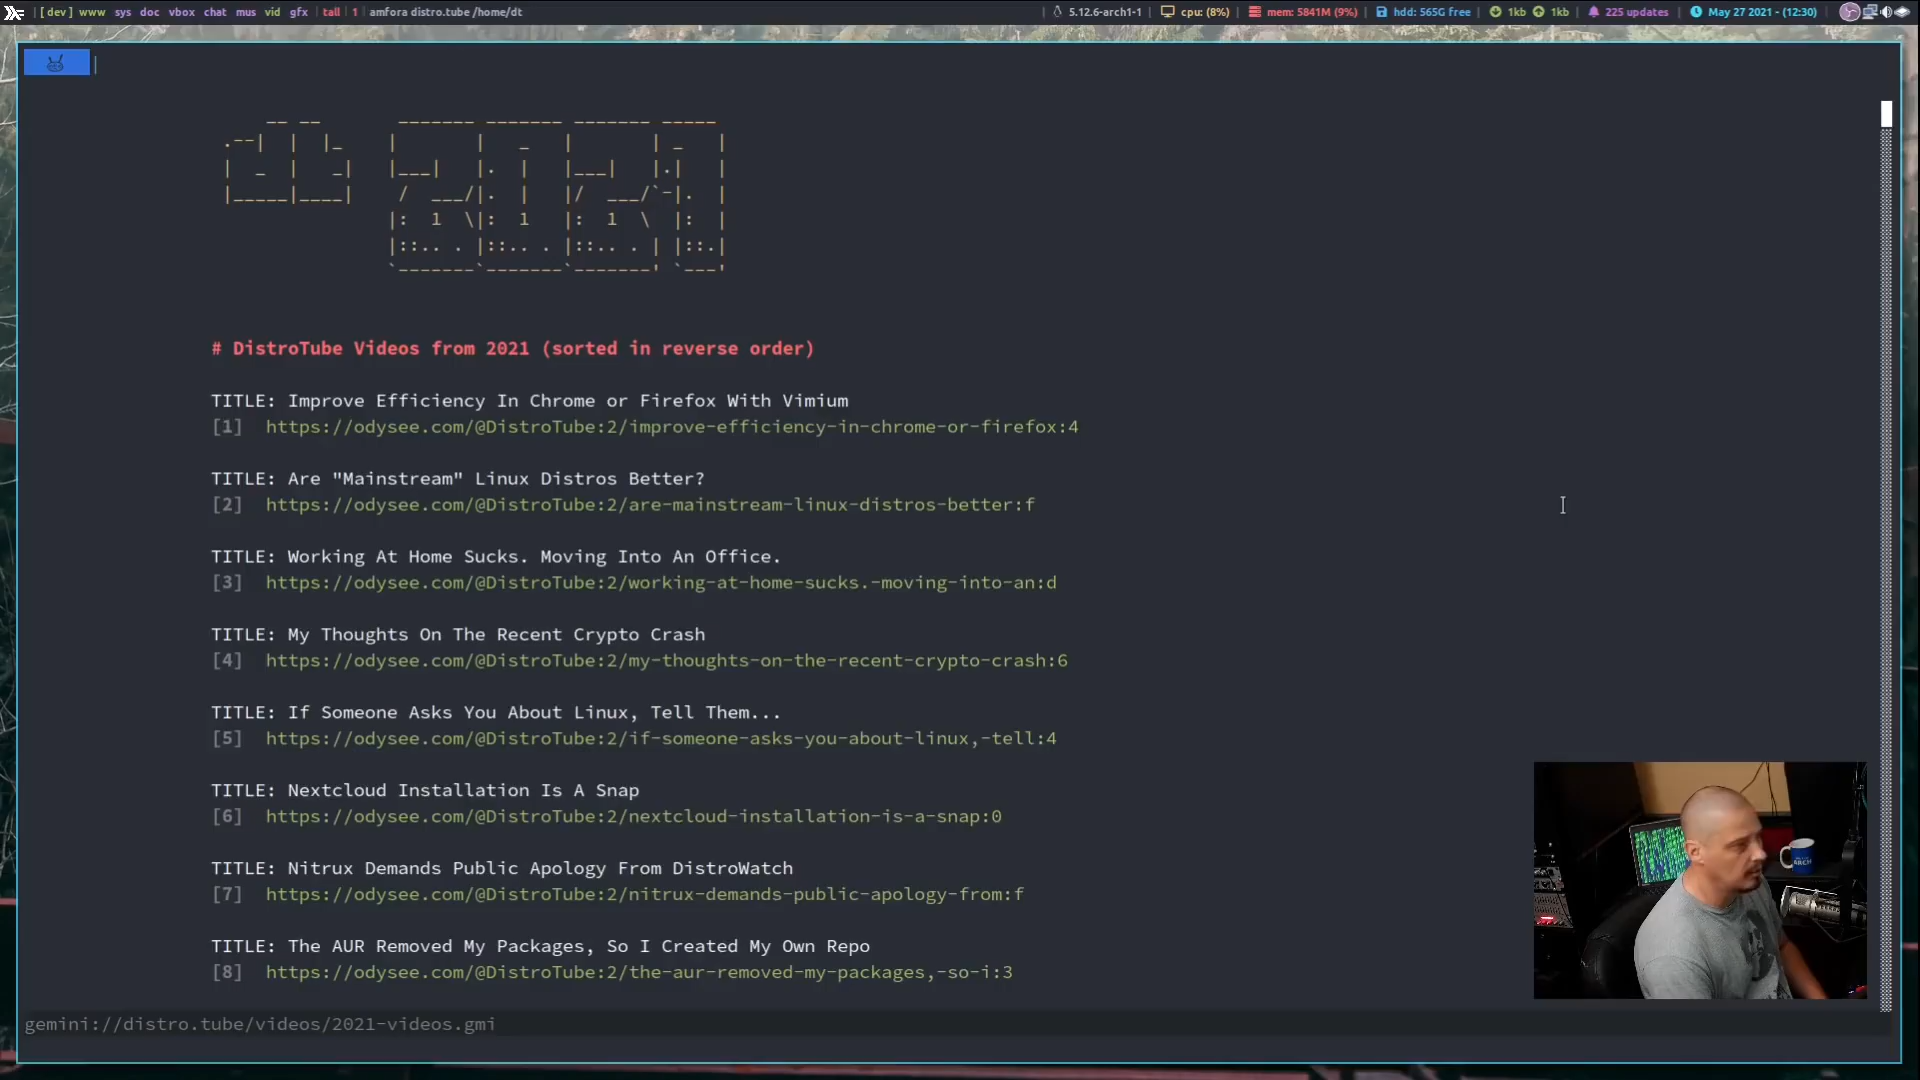 [dev] www sys doc vbox chat mus vid gfx | tall | 1 | amfora distro.tube /home/dt
5.12.6-arch1-1 | cpu: (8%) | mem: 5841M (9%) | hdd: 565G free | 1kb 1kb | 225 updates | May 27 2021 - (12:30)
# DistroTube Videos from 2021 (sorted in reverse order)
TITLE: Improve Efficiency In Chrome or Firefox With Vimium
[1] https://odysee.com/@DistroTube:2/improve-efficiency-in-chrome-or-firefox:4
TITLE: Are "Mainstream" Linux Distros Better?
[2] https://odysee.com/@DistroTube:2/are-mainstream-linux-distros-better:f
TITLE: Working At Home Sucks. Moving Into An Office.
[3] https://odysee.com/@DistroTube:2/working-at-home-sucks.-moving-into-an:d
TITLE: My Thoughts On The Recent Crypto Crash
[4] https://odysee.com/@DistroTube:2/my-thoughts-on-the-recent-crypto-crash:6
TITLE: If Someone Asks You About Linux, Tell Them...
[5] https://odysee.com/@DistroTube:2/if-someone-asks-you-about-linux,-tell:4
TITLE: Nextcloud Installation Is A Snap
[6] https://odysee.com/@DistroTube:2/nextcloud-installation-is-a-snap:0
TITLE: Nitrux Demands Public Apology From DistroWatch
[7] https://odysee.com/@DistroTube:2/nitrux-demands-public-apology-from:f
TITLE: The AUR Removed My Packages, So I Created My Own Repo
[8] https://odysee.com/@DistroTube:2/the-aur-removed-my-packages,-so-i:3
gemini://distro.tube/videos/2021-videos.gmi